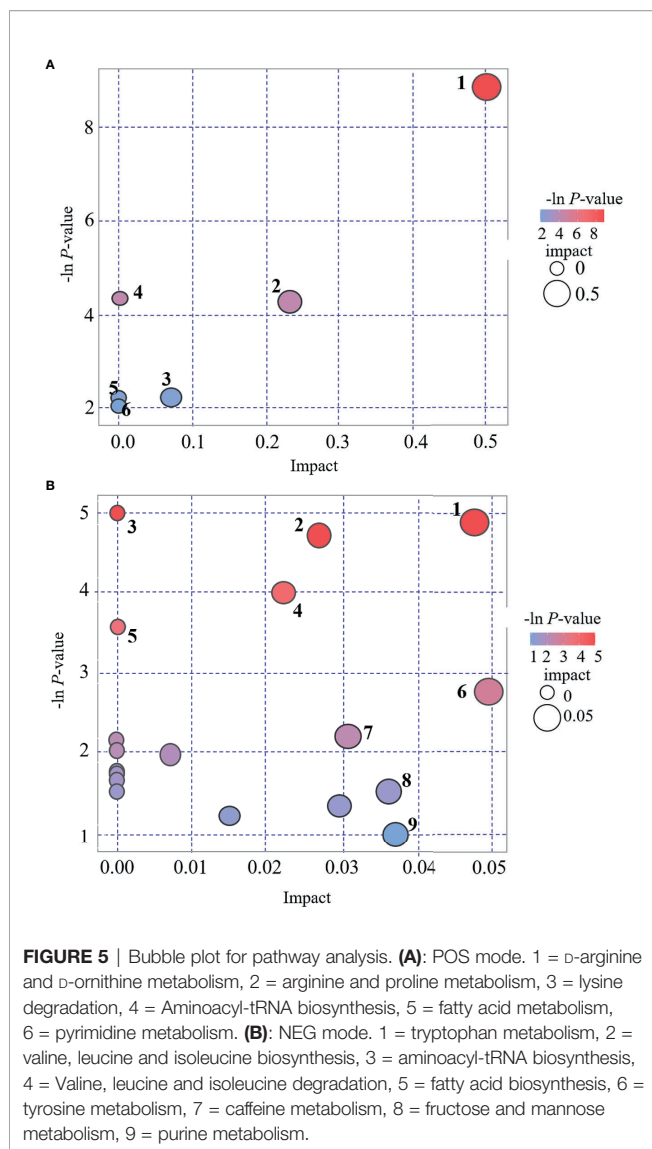 A
8
6
4
2
-ln P-value
0.0 0.1 0.2 0.3 0.4 0.5
Impact
1
2
3
4
5
6
-ln P-value
2 4 6 8
impact
0
0.5
B
5
4
3
2
1
-ln P-value
0.00 0.01 0.02 0.03 0.04 0.05
Impact
1
2
3
4
5
6
7
8
9
-ln P-value
1 2 3 4 5
impact
0
0.05
FIGURE 5 | Bubble plot for pathway analysis. (A): POS mode. 1 = D-arginine
and D-ornithine metabolism, 2 = arginine and proline metabolism, 3 = lysine
degradation, 4 = Aminoacyl-tRNA biosynthesis, 5 = fatty acid metabolism,
6 = pyrimidine metabolism. (B): NEG mode. 1 = tryptophan metabolism, 2 =
valine, leucine and isoleucine biosynthesis, 3 = aminoacyl-tRNA biosynthesis,
4 = Valine, leucine and isoleucine degradation, 5 = fatty acid biosynthesis, 6 =
tyrosine metabolism, 7 = caffeine metabolism, 8 = fructose and mannose
metabolism, 9 = purine metabolism.